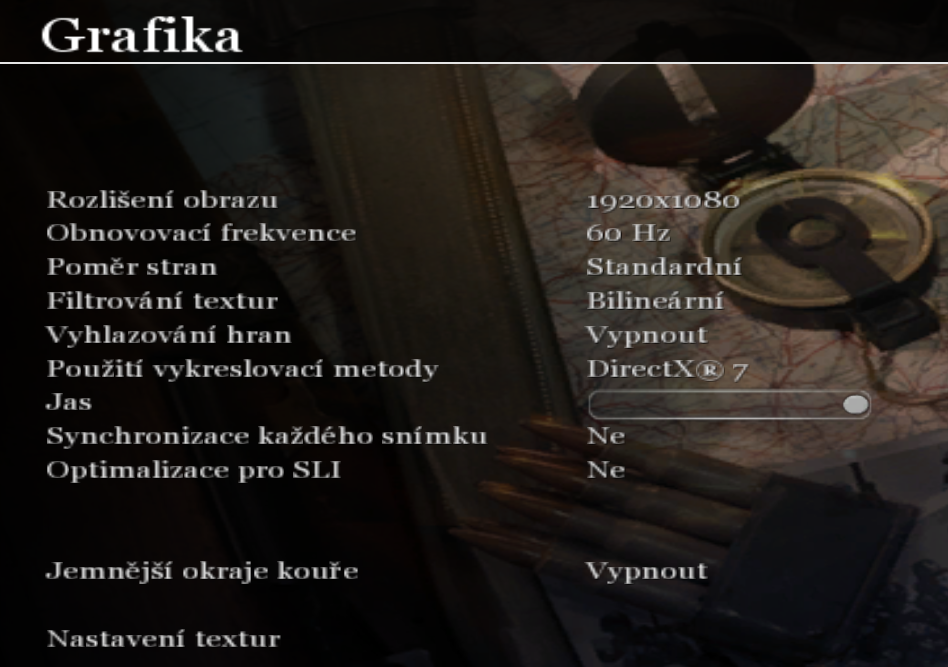 Grafika
Rozlišení obrazu 1920x1080
Obnovovací frekvence 60 Hz
Poměr stran Standardní
Filtrování textur Bilineární
Vyhlazování hran Vypnout
Použití vykreslovací metody DirectX® 7
Jas
Synchronizace každého snímku Ne
Optimalizace pro SLI Ne
Jemnější okraje kouře Vypnout
Nastavení textur